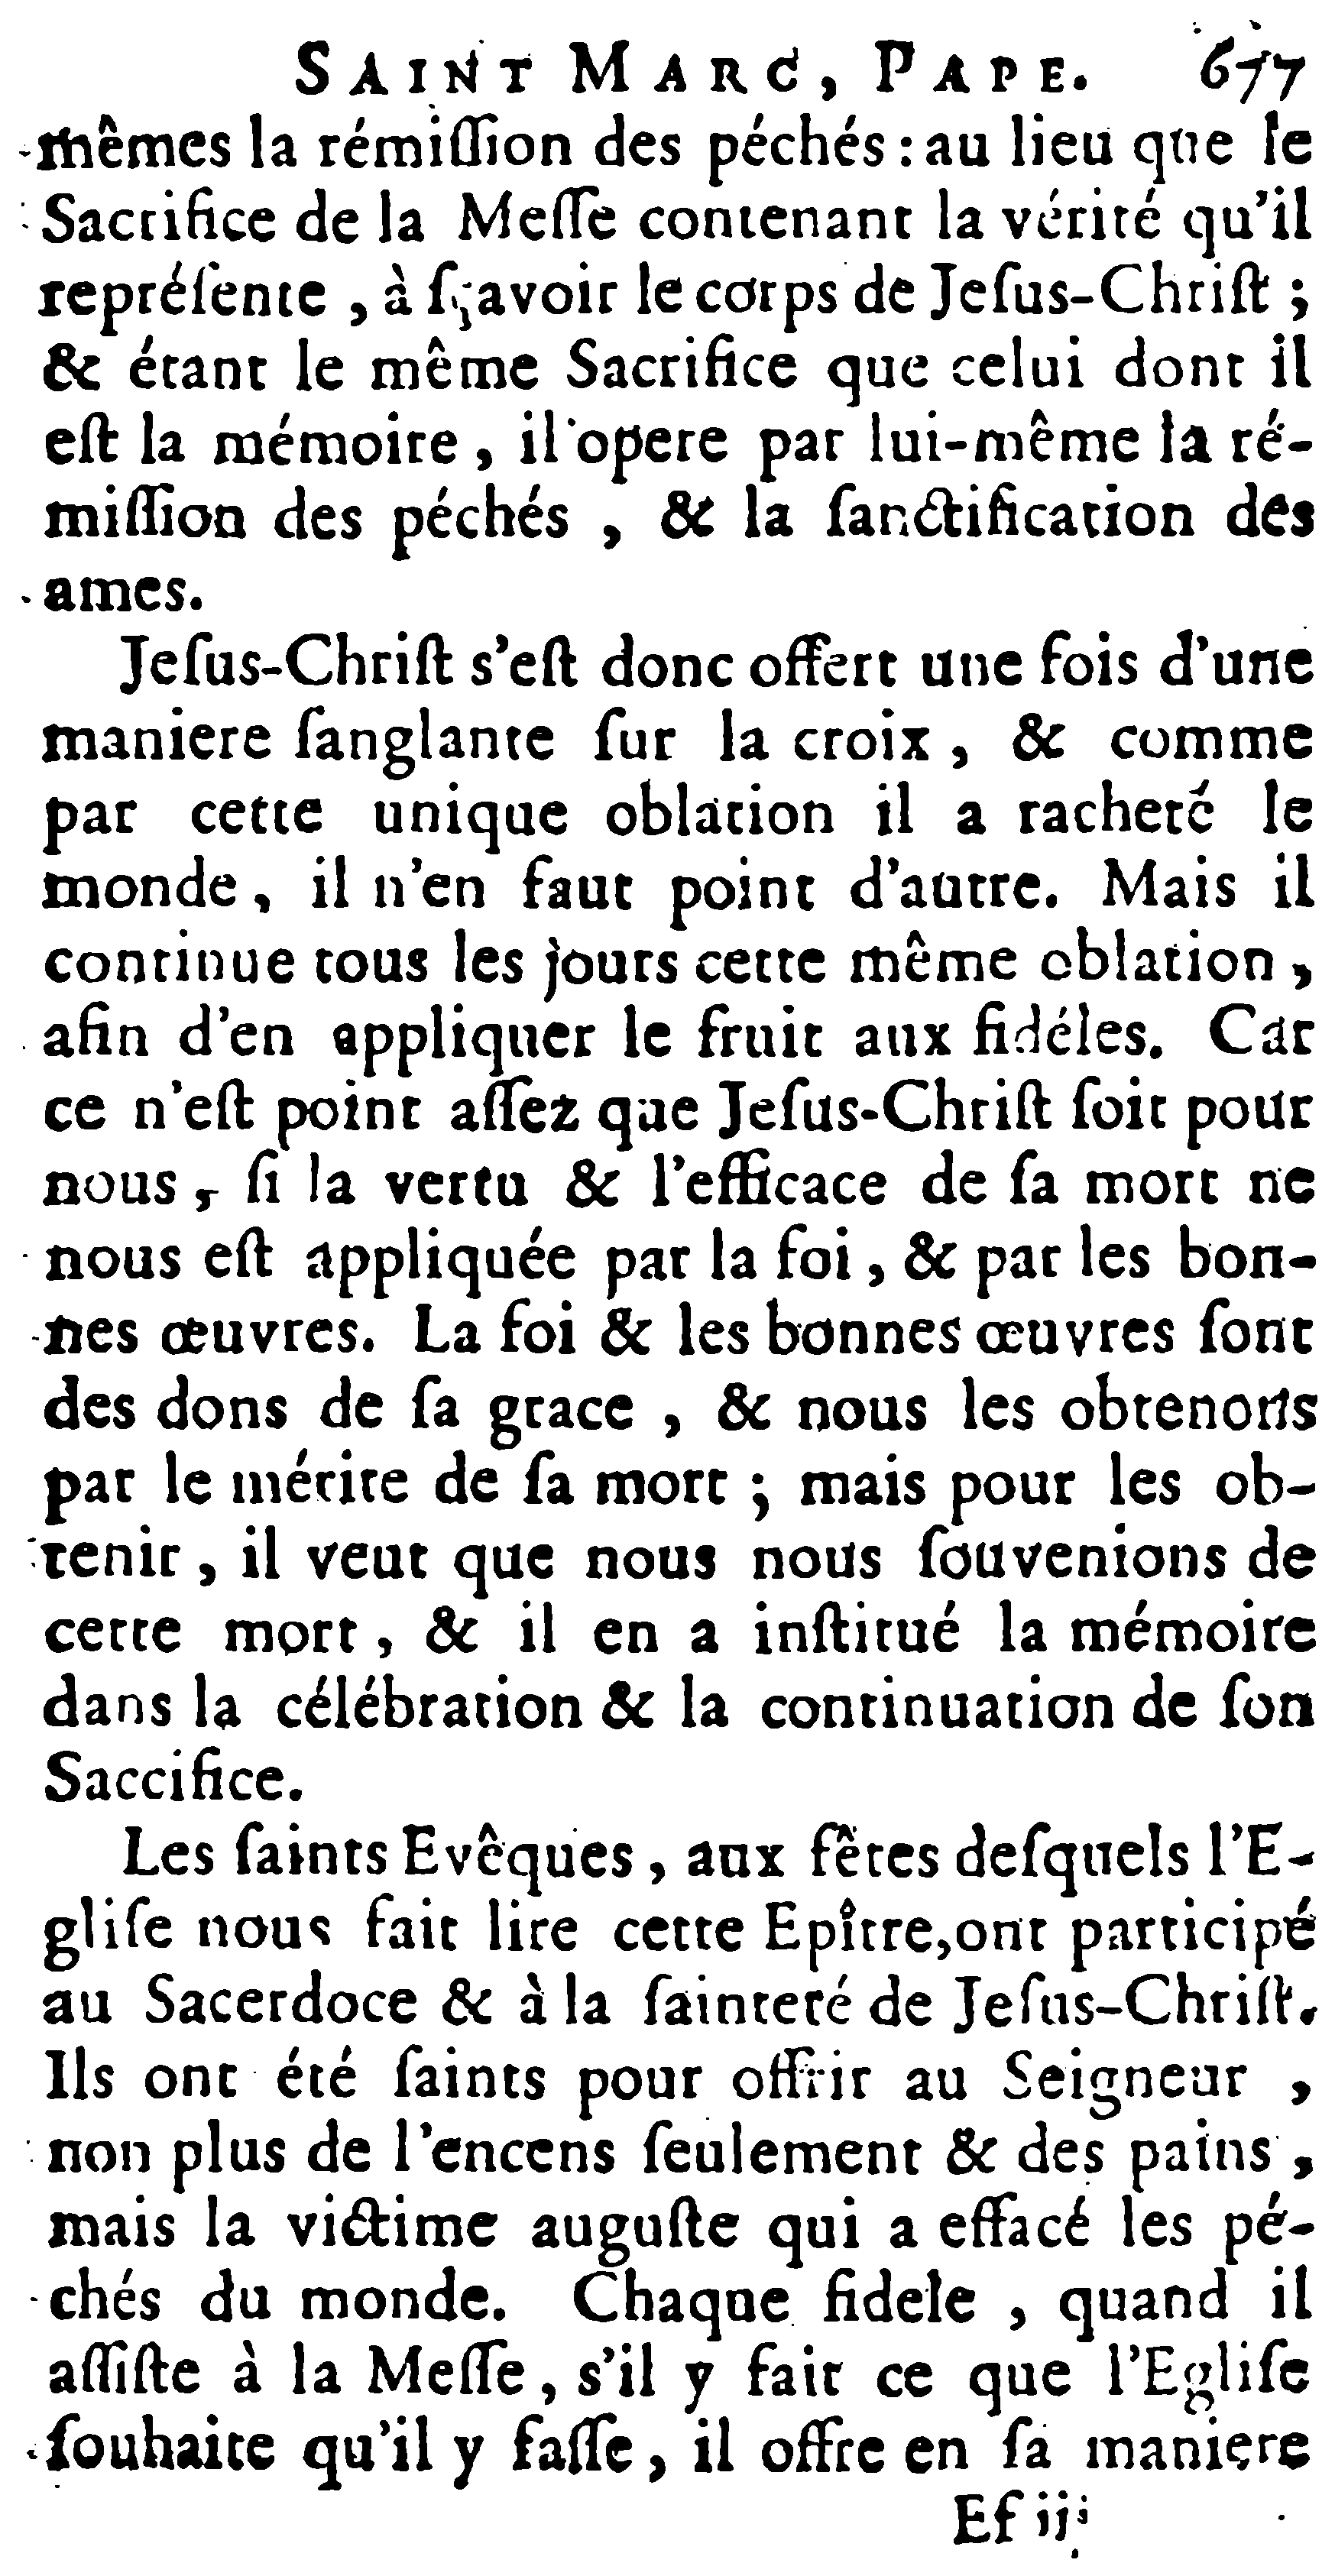 SAINT MARC, PAPE. 677
mêmes la rémiſſion des péchés : au lieu que le
Sacrifice de la Meſſe contenant la vérité qu'il
repréſente , à ſçavoir le corps de Jeſus-Chriſt ;
& étant le même Sacrifice que celui dont il
eſt la mémoire , il opere par lui-même la ré-
miſſion des péchés , & la ſanctification des
ames.
Jeſus-Chriſt s'eſt donc offert une fois d'une
maniere ſanglante ſur la croix , & comme
par cette unique oblation il a racheté le
monde , il n'en faut point d'autre. Mais il
continue tous les jours cette même oblation ,
afin d'en appliquer le fruit aux fidéles. Car
ce n'eſt point aſſez que Jeſus-Chriſt ſoit pour
nous , ſi la vertu & l'efficace de ſa mort ne
nous eſt appliquée par la foi , & par les bon-
nes œuvres. La foi & les bonnes œuvres ſont
des dons de ſa grace , & nous les obtenons
par le mérite de ſa mort ; mais pour les ob-
tenir , il veut que nous nous ſouvenions de
cette mort , & il en a inſtitué la mémoire
dans la célébration & la continuation de ſon
Saccifice.
Les ſaints Evêques , aux fêtes deſquels l'E-
gliſe nous fait lire cette Epître, ont participé
au Sacerdoce & à la ſainteté de Jeſus-Chriſt.
Ils ont été ſaints pour offrir au Seigneur ,
non plus de l'encens ſeulement & des pains ,
mais la victime auguſte qui a effacé les pé-
chés du monde. Chaque fidele , quand il
aſſiſte à la Meſſe , s'il y fait ce que l'Egliſe
ſouhaite qu'il y faſſe , il offre en ſa maniere
Ef iij